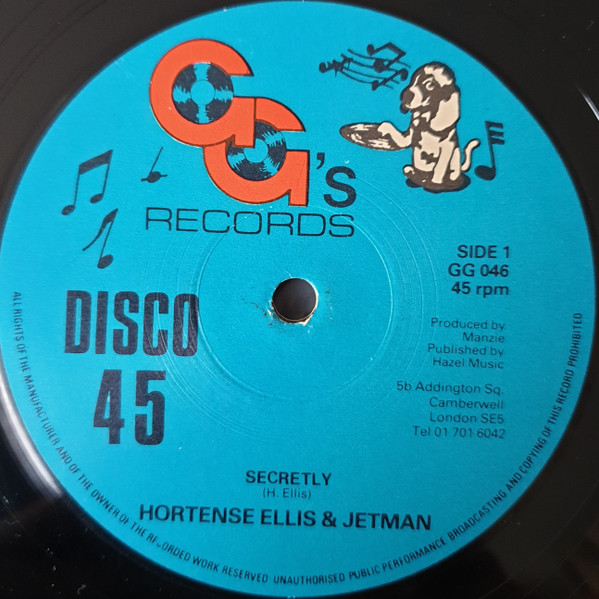 GG's
RECORDS
DISCO
45
SIDE 1
GG 046
45 rpm
Produced by
Manzie
Published by
Hazel Music
5b Addington Sq.
Camberwell
London SE5
Tel 01 701 6042
SECRETLY
(H. Ellis)
HORTENSE ELLIS & JETMAN
ALL RIGHTS OF THE MANUFACTURER AND OF THE OWNER OF THE RECORDED WORK RESERVED UNAUTHORISED PUBLIC PERFORMANCE BROADCASTING AND COPYING OF THIS RECORD PROHIBITED